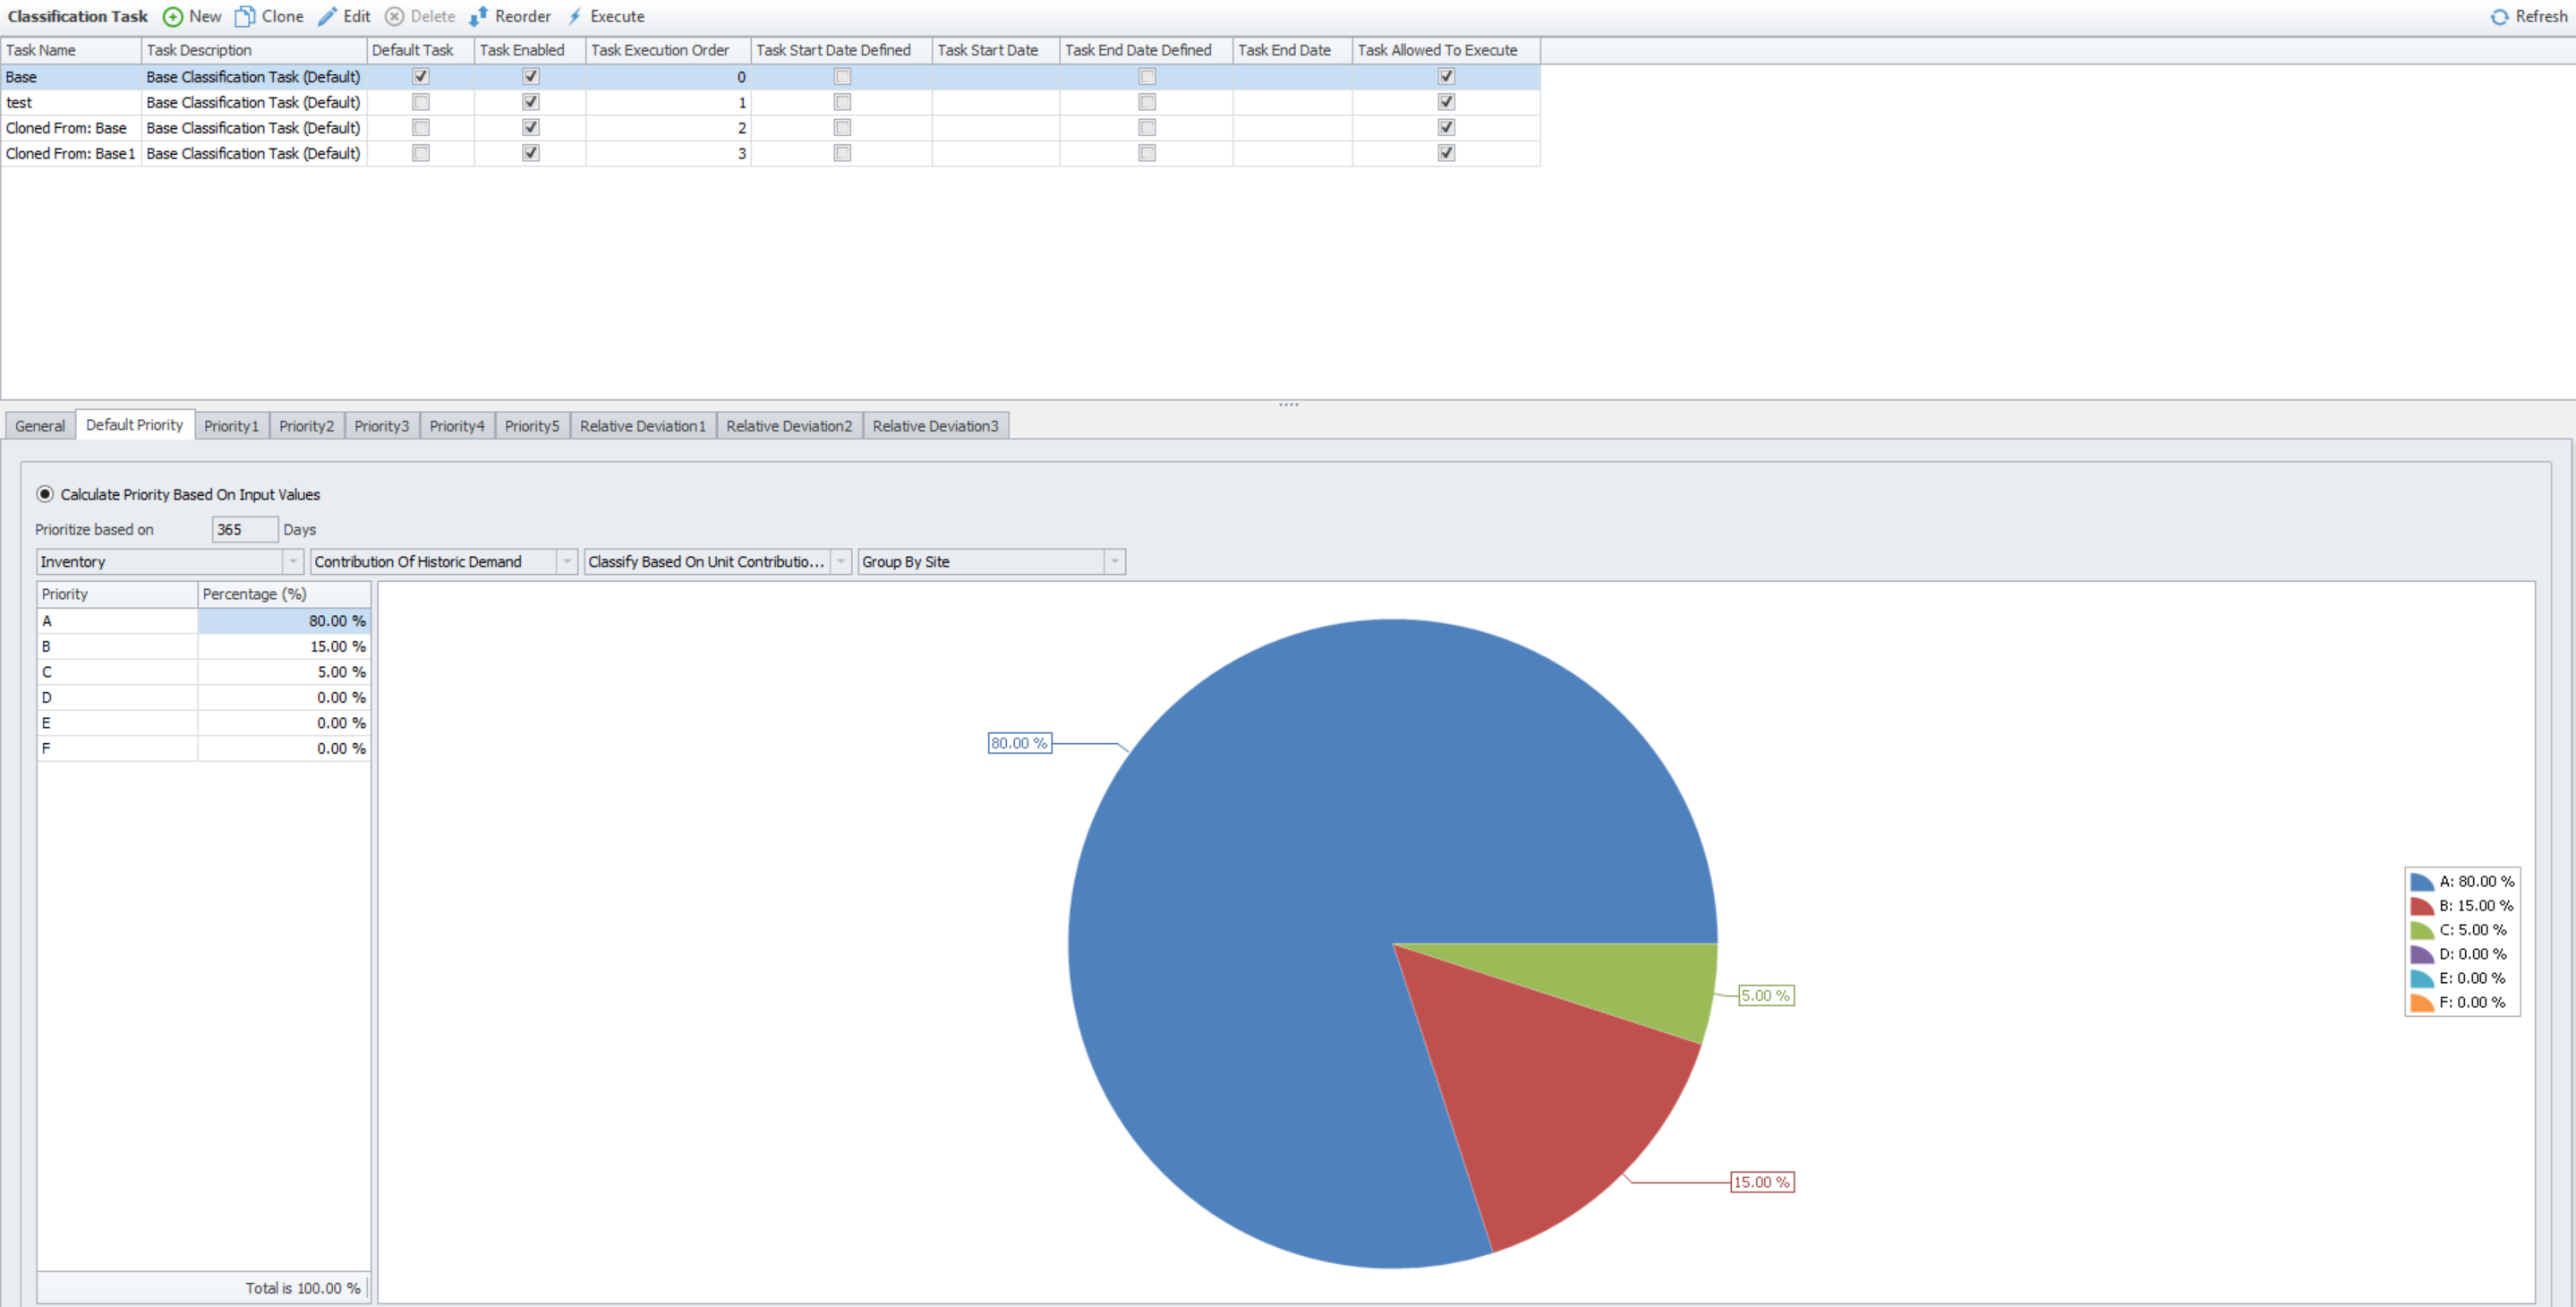 Classification Task New Clone Edit Delete Reorder Execute Refresh
Task Name Task Description Default Task Task Enabled Task Execution Order Task Start Date Defined Task Start Date Task End Date Defined Task End Date Task Allowed To Execute
Base Base Classification Task (Default) 0
test Base Classification Task (Default) 1
Cloned From: Base Base Classification Task (Default) 2
Cloned From: Base1 Base Classification Task (Default) 3
General Default Priority Priority1 Priority2 Priority3 Priority4 Priority5 Relative Deviation1 Relative Deviation2 Relative Deviation3
Calculate Priority Based On Input Values
Prioritize based on 365 Days
Inventory Contribution Of Historic Demand Classify Based On Unit Contributio... Group By Site
Priority Percentage (%)
A 80.00 %
B 15.00 %
C 5.00 %
D 0.00 %
E 0.00 %
F 0.00 %
Total is 100.00 %
80.00 %
5.00 %
15.00 %
A: 80.00 %
B: 15.00 %
C: 5.00 %
D: 0.00 %
E: 0.00 %
F: 0.00 %